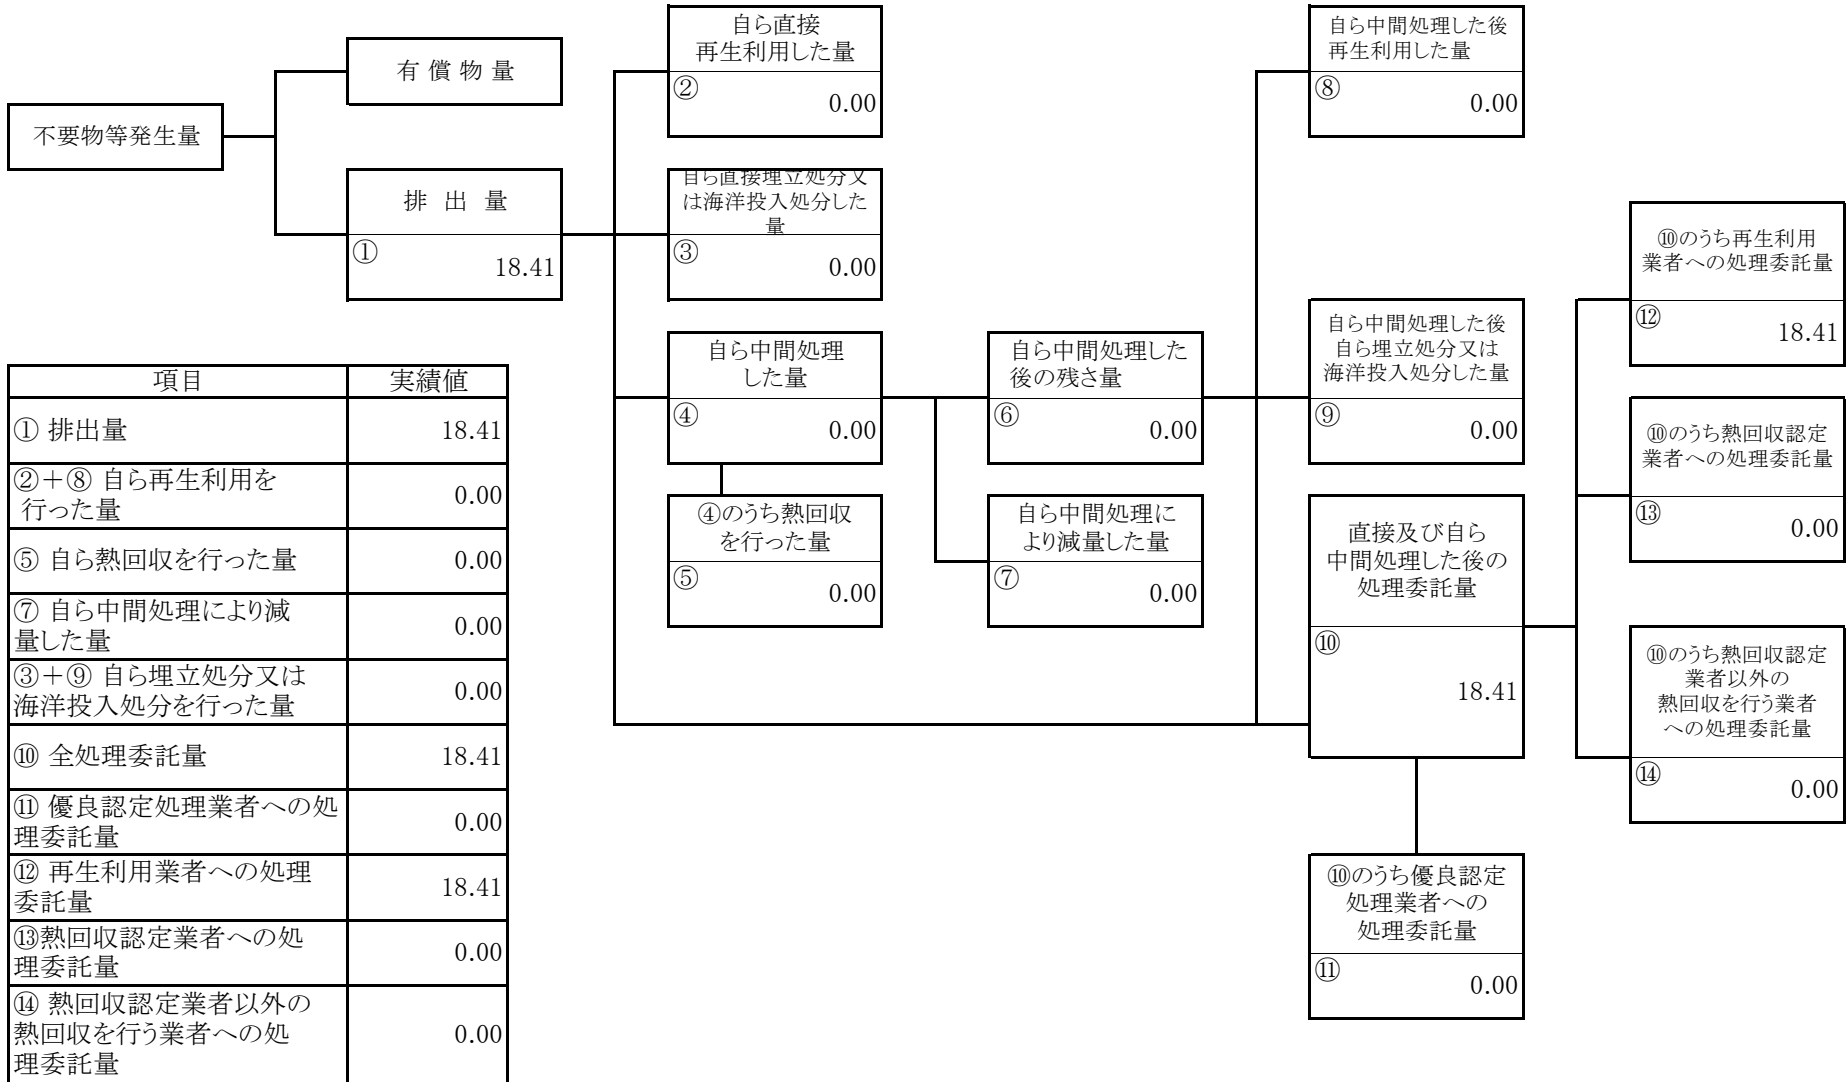 不要物等発生量
有 償 物 量
排 出 量
①
18.41
自ら直接
再生利用した量
②
0.00
自ら直接埋立処分又
は海洋投入処分した
量
③
0.00
自ら中間処理
した量
④
0.00
④のうち熱回収
を行った量
⑤
0.00
自ら中間処理した
後の残さ量
⑥
0.00
自ら中間処理に
より減量した量
⑦
0.00
自ら中間処理した後
再生利用した量
⑧
0.00
自ら中間処理した後
自ら埋立処分又は
海洋投入処分した量
⑨
0.00
直接及び自ら
中間処理した後の
処理委託量
⑩
18.41
⑩のうち優良認定
処理業者への
処理委託量
⑪
0.00
⑩のうち再生利用
業者への処理委託量
⑫
18.41
⑩のうち熱回収認定
業者への処理委託量
⑬
0.00
⑩のうち熱回収認定
業者以外の
熱回収を行う業者
への処理委託量
⑭
0.00
項目 実績値
① 排出量 18.41
②+⑧ 自ら再生利用を
行った量 0.00
⑤ 自ら熱回収を行った量 0.00
⑦ 自ら中間処理により減
量した量 0.00
③+⑨ 自ら埋立処分又は
海洋投入処分を行った量 0.00
⑩ 全処理委託量 18.41
⑪ 優良認定処理業者への処
理委託量 0.00
⑫ 再生利用業者への処理
委託量 18.41
⑬熱回収認定業者への処
理委託量 0.00
⑭ 熱回収認定業者以外の
熱回収を行う業者への処
理委託量 0.00